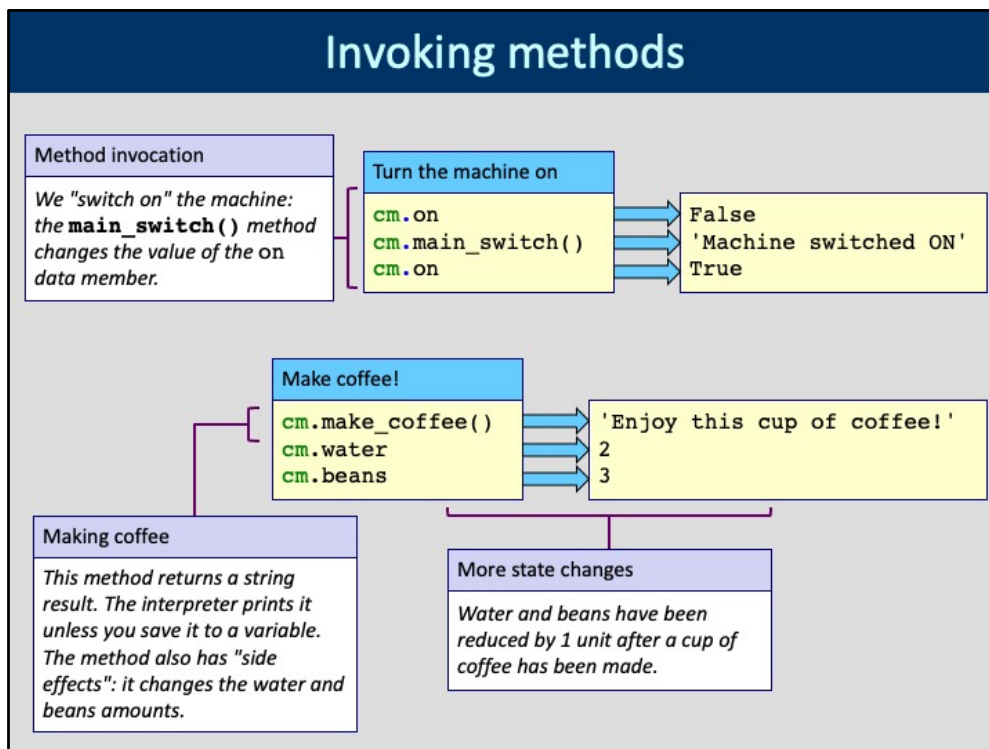 Invoking methods
Method invocation
We "switch on" the machine:
the main_switch() method
changes the value of the on
data member.
Turn the machine on
cm.on
cm.main_switch()
cm.on
False
'Machine switched ON'
True
Make coffee!
cm.make_coffee()
cm.water
cm.beans
'Enjoy this cup of coffee!'
2
3
Making coffee
This method returns a string
result. The interpreter prints it
unless you save it to a variable.
The method also has "side
effects": it changes the water and
beans amounts.
More state changes
Water and beans have been
reduced by 1 unit after a cup of
coffee has been made.